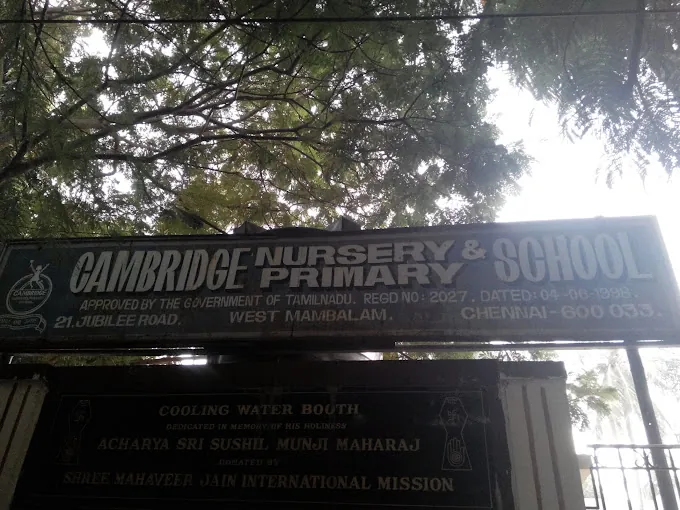 CAMBRIDGE NURSERY & PRIMARY SCHOOL
APPROVED BY THE GOVERNMENT OF TAMILNADU. REGD NO: 2027. DATED: 04-06-1998.
21. JUBILEE ROAD. WEST MAMBALAM. CHENNAI-600 033.
CAMBRIDGE
COOLING WATER BOOTH
DEDICATED IN MEMORY OF HIS HOLINESS
ACHARYA SRI SUSHIL MUNJI MAHARAJ
DONATED BY
SHREE MAHAVEER JAIN INTERNATIONAL MISSION